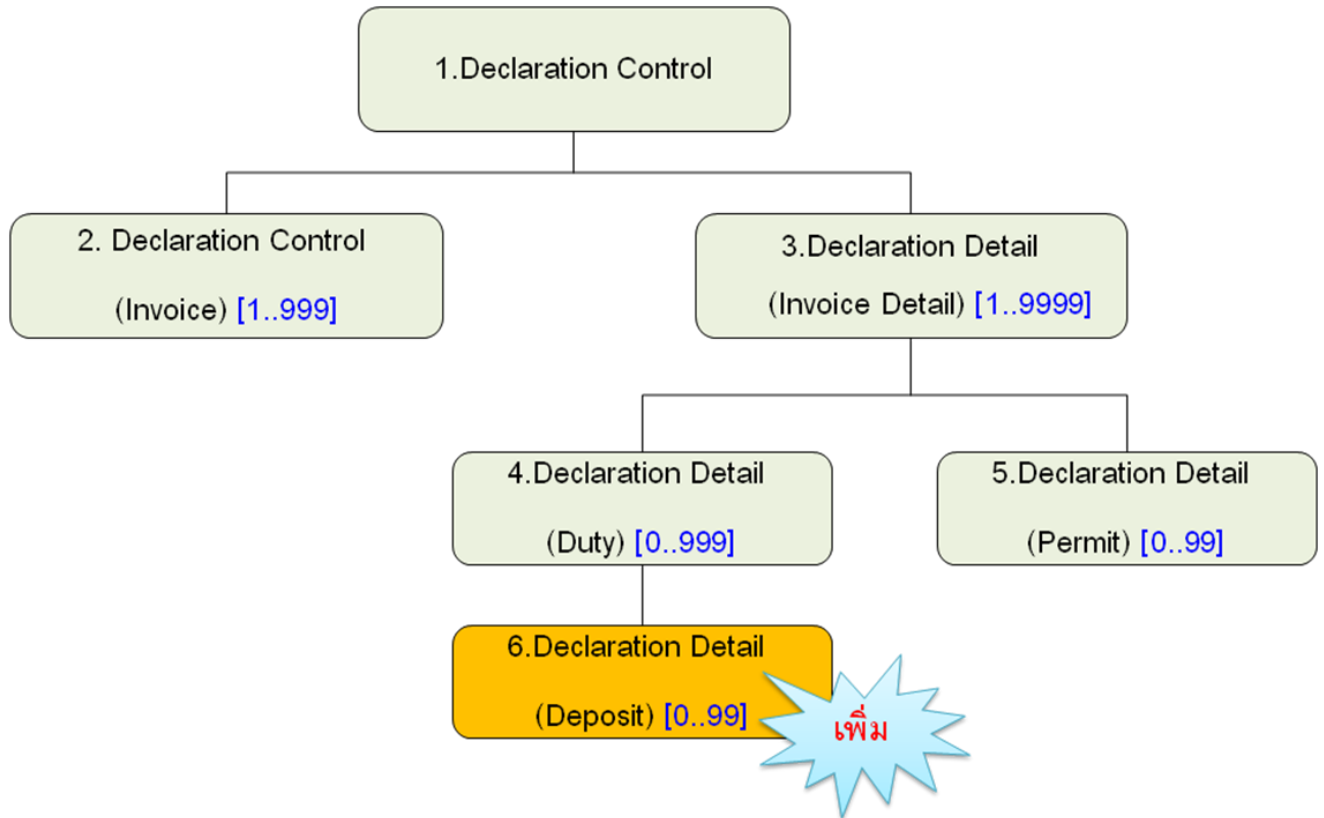 1.Declaration Control
2. Declaration Control
(Invoice) [1..999]
3.Declaration Detail
(Invoice Detail) [1..9999]
4.Declaration Detail
(Duty) [0..999]
5.Declaration Detail
(Permit) [0..99]
6.Declaration Detail
(Deposit) [0..99]
เพิ่ม